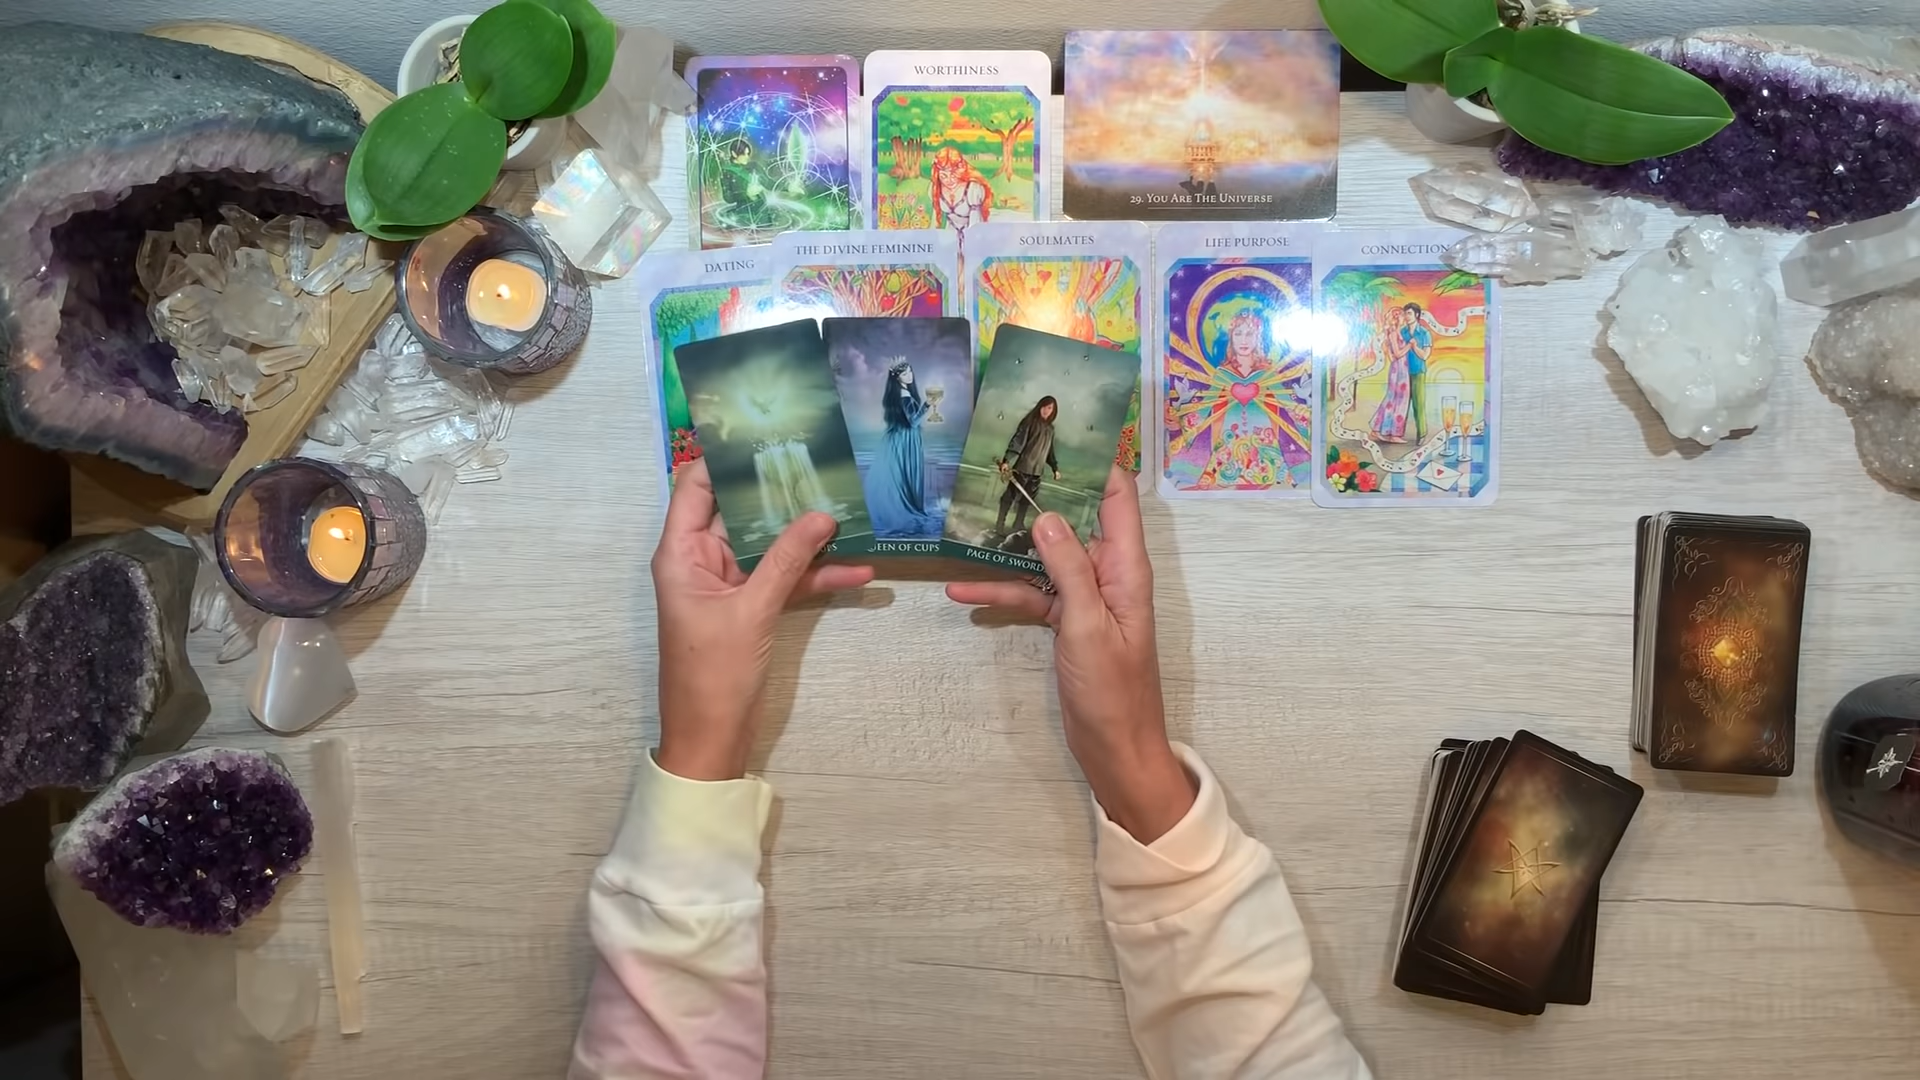 WORTHINESS
29. YOU ARE THE UNIVERSE
DATING
THE DIVINE FEMININE
SOULMATES
LIFE PURPOSE
CONNECTION
OF CUPS
PAGE OF SWORD